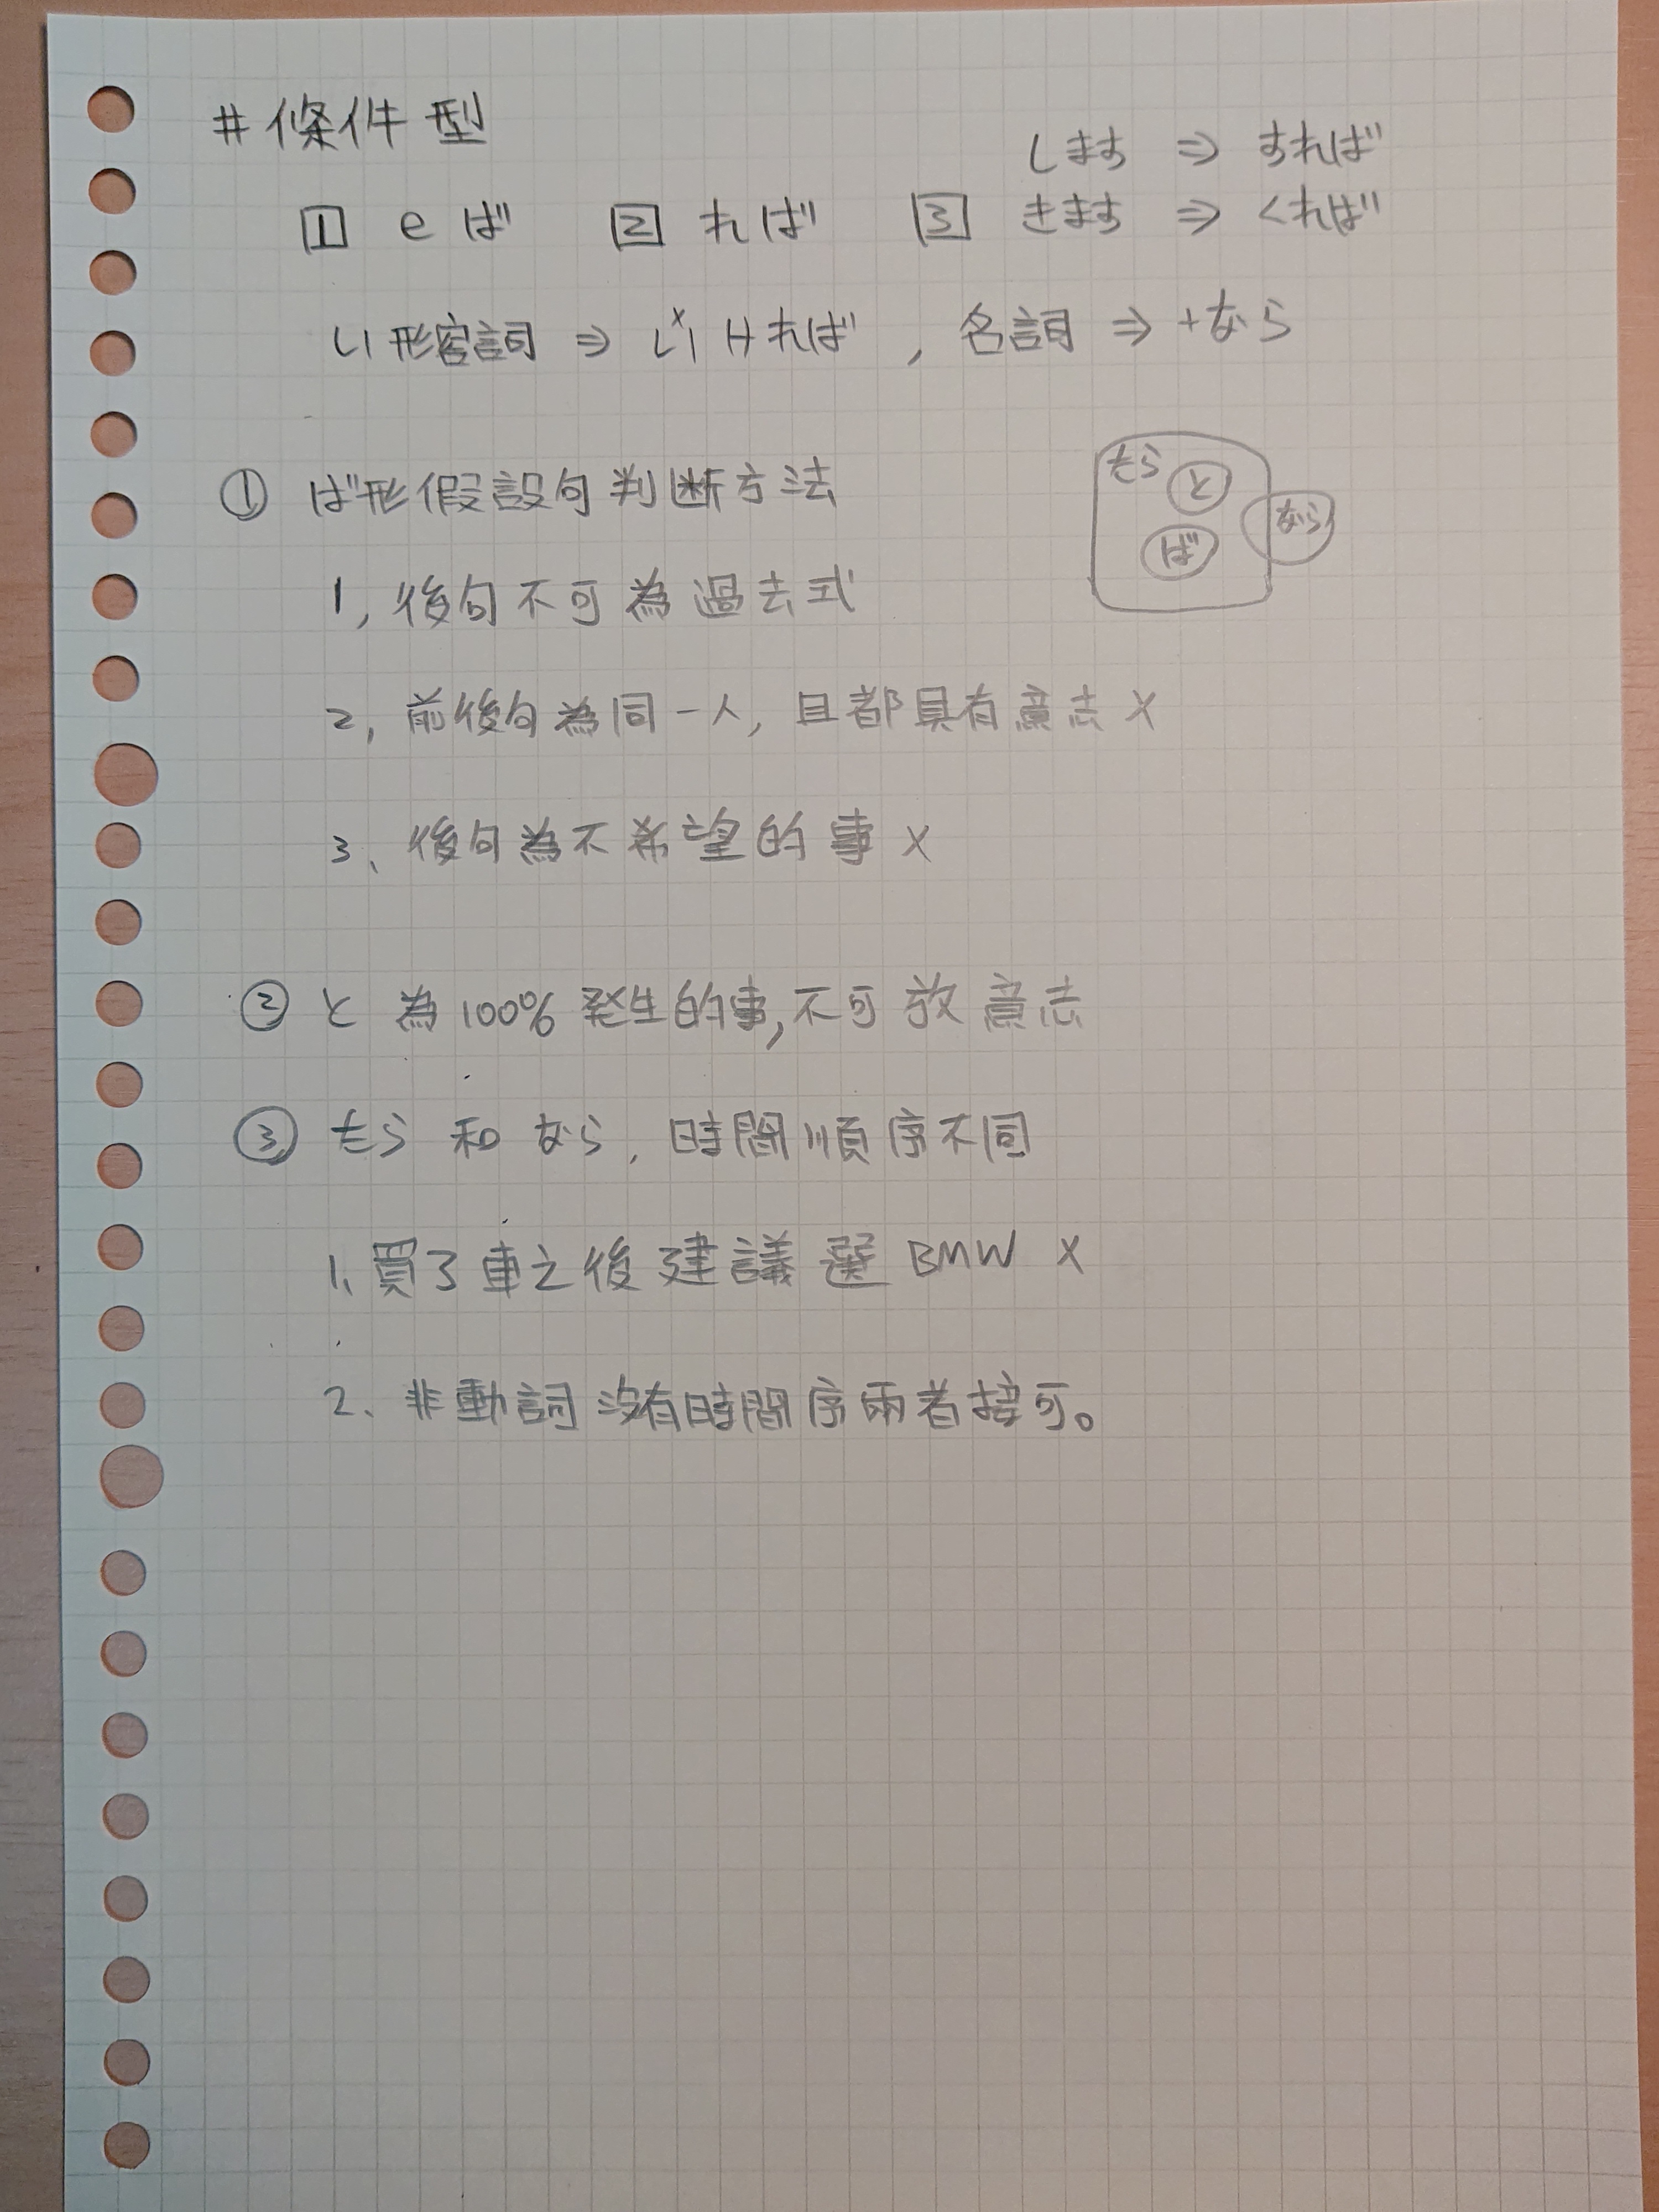 #條件型
します ⇒ すれば
1 eば 2 れば 3 きます ⇒ くれば
い形容詞 ⇒ いxければ, 名詞 ⇒ +なら
① ば形假設句判斷方法
たら
と
なら
ば
1, 後句不可為過去式
2, 前後句為同一人, 且都具有意志 X
3、後句為不希望的事 X
② と 為100% 発生的事,不可放意志
③ たら 和 なら, 時間順序不同
1、買了車之後建議選 BMW X
2、非動詞沒有時間序兩者接可。